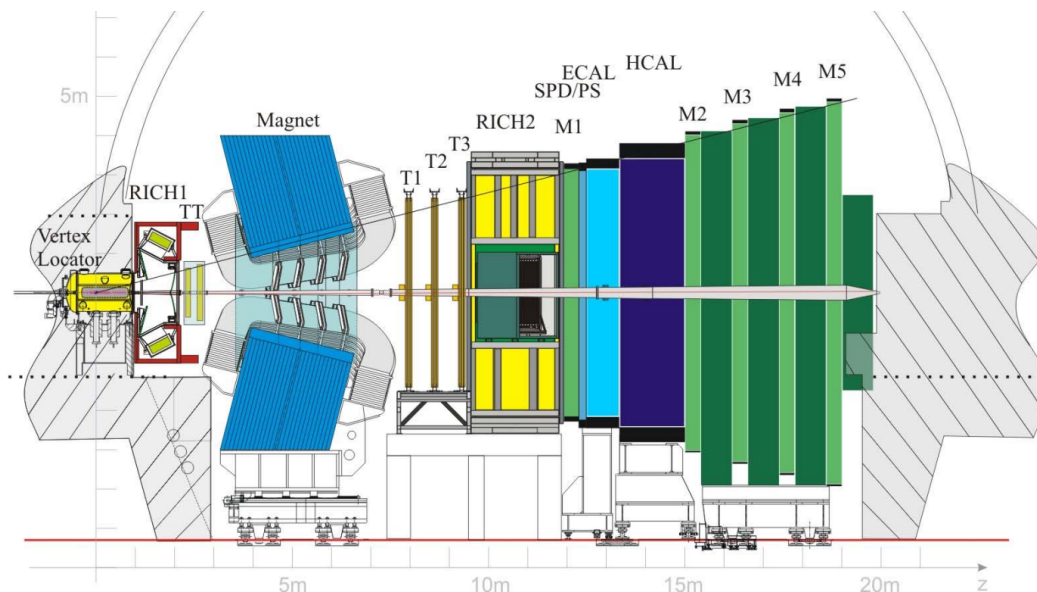 5m
Vertex
Locator
RICH1
TT
Magnet
T1
T2
T3
RICH2
M1
SPD/PS
ECAL
HCAL
M2
M3
M4
M5
5m
10m
15m
20m
z